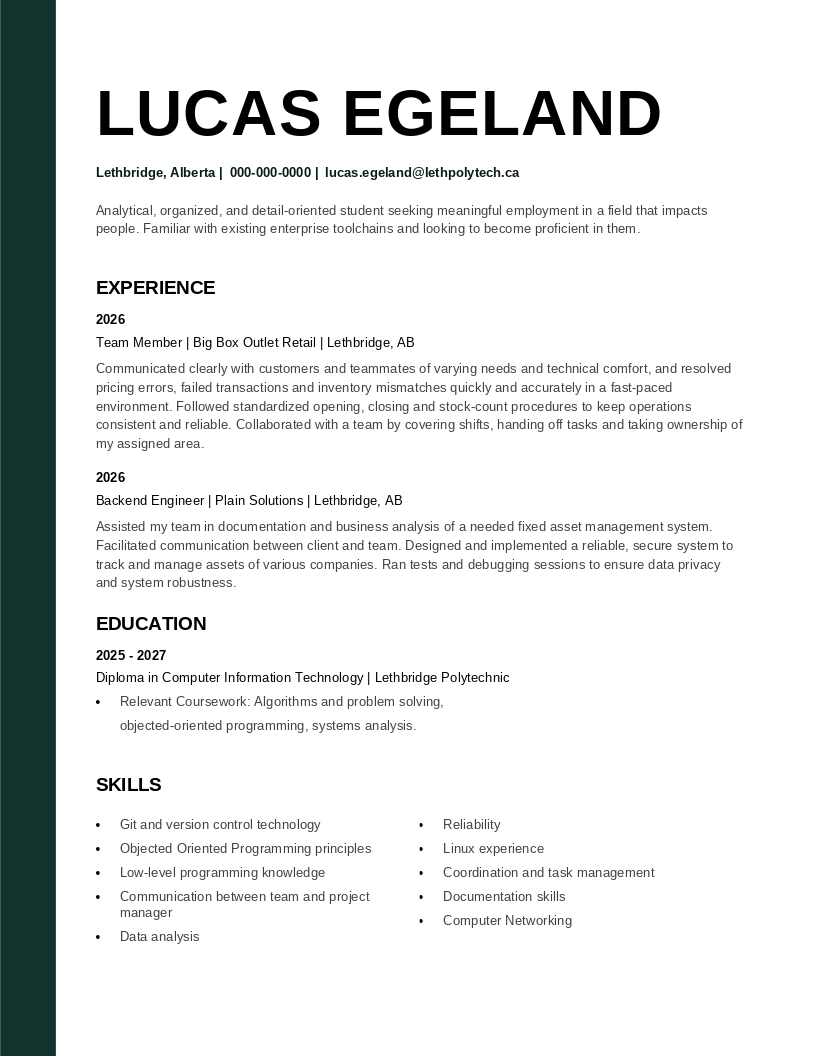 LUCAS EGELAND
Lethbridge, Alberta | 000-000-0000 | lucas.egeland@lethpolytech.ca
Analytical, organized, and detail-oriented student seeking meaningful employment in a field that impacts
people. Familiar with existing enterprise toolchains and looking to become proficient in them.
EXPERIENCE
2026
Team Member | Big Box Outlet Retail | Lethbridge, AB
Communicated clearly with customers and teammates of varying needs and technical comfort, and resolved
pricing errors, failed transactions and inventory mismatches quickly and accurately in a fast-paced
environment. Followed standardized opening, closing and stock-count procedures to keep operations
consistent and reliable. Collaborated with a team by covering shifts, handing off tasks and taking ownership of
my assigned area.
2026
Backend Engineer | Plain Solutions | Lethbridge, AB
Assisted my team in documentation and business analysis of a needed fixed asset management system.
Facilitated communication between client and team. Designed and implemented a reliable, secure system to
track and manage assets of various companies. Ran tests and debugging sessions to ensure data privacy
and system robustness.
EDUCATION
2025 - 2027
Diploma in Computer Information Technology | Lethbridge Polytechnic
• Relevant Coursework: Algorithms and problem solving,
objected-oriented programming, systems analysis.
SKILLS
• Git and version control technology
• Objected Oriented Programming principles
• Low-level programming knowledge
• Communication between team and project
manager
• Data analysis
• Reliability
• Linux experience
• Coordination and task management
• Documentation skills
• Computer Networking